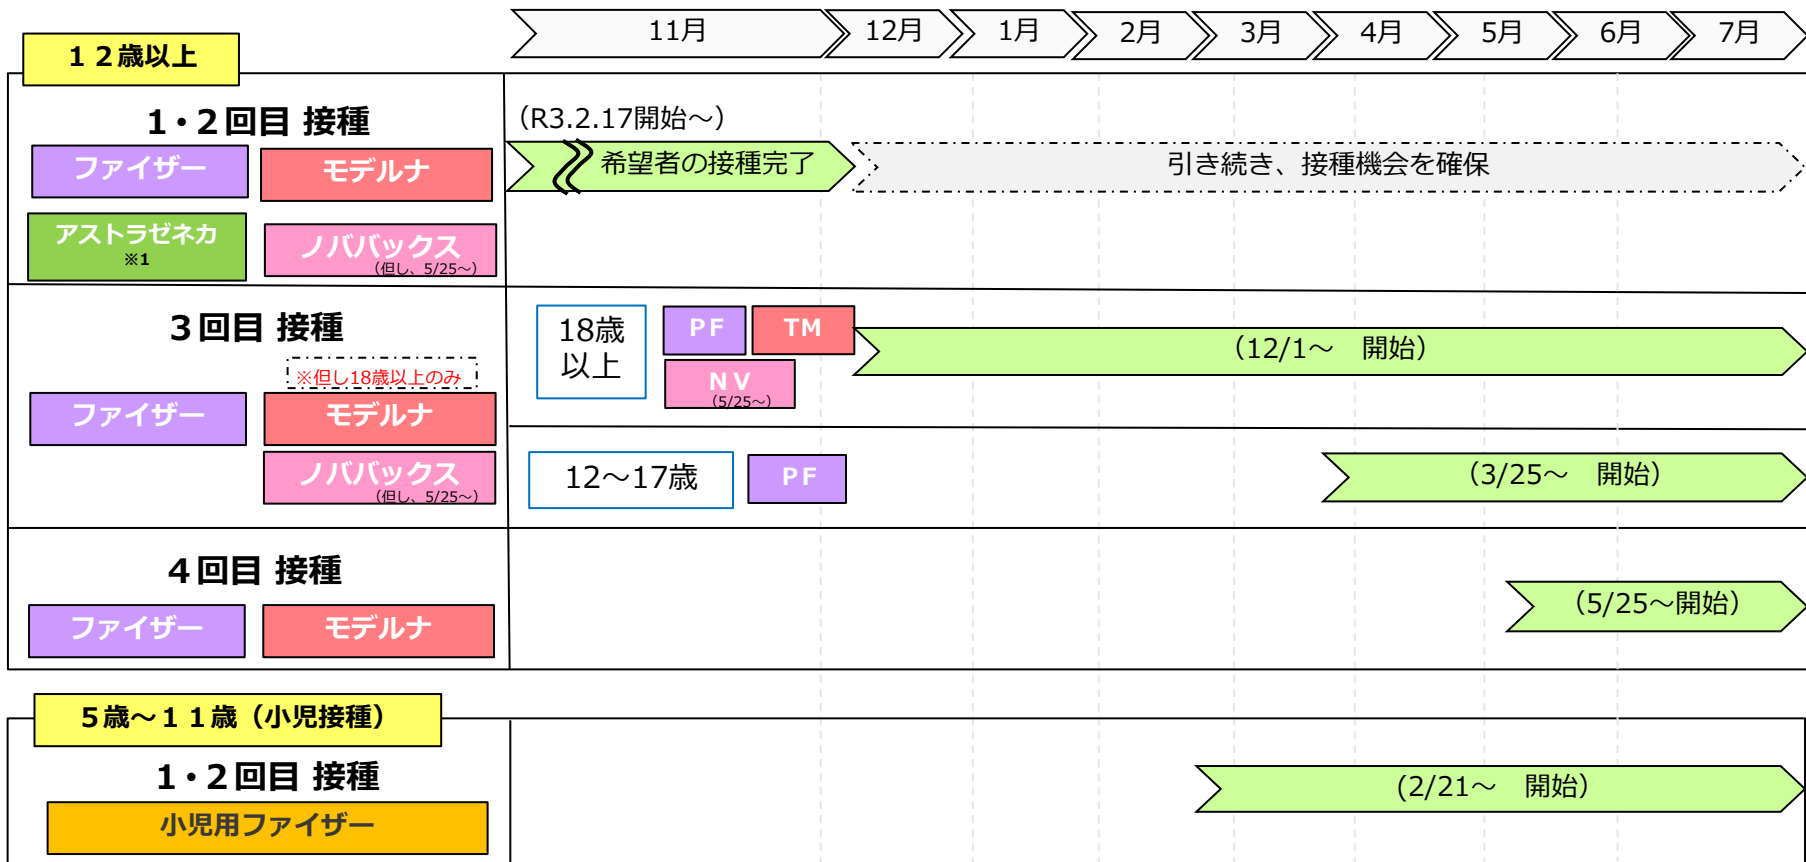 11月
12月
1月
2月
3月
4月
5月
6月
7月
１２歳以上
1・2回目 接種
(R3.2.17開始～)
ファイザー
モデルナ
希望者の接種完了
引き続き、接種機会を確保
アストラゼネカ
※1
ノババックス
(但し、5/25～)
３回目 接種
18歳
以上
ＰＦ
TM
(12/1～　開始)
※但し18歳以上のみ
ＮＶ
(5/25～)
ファイザー
モデルナ
ノババックス
(但し、5/25～)
12～17歳
ＰＦ
(3/25～　開始)
４回目 接種
ファイザー
モデルナ
(5/25～開始)
５歳～１１歳（小児接種）
1・2回目 接種
(2/21～　開始)
小児用ファイザー